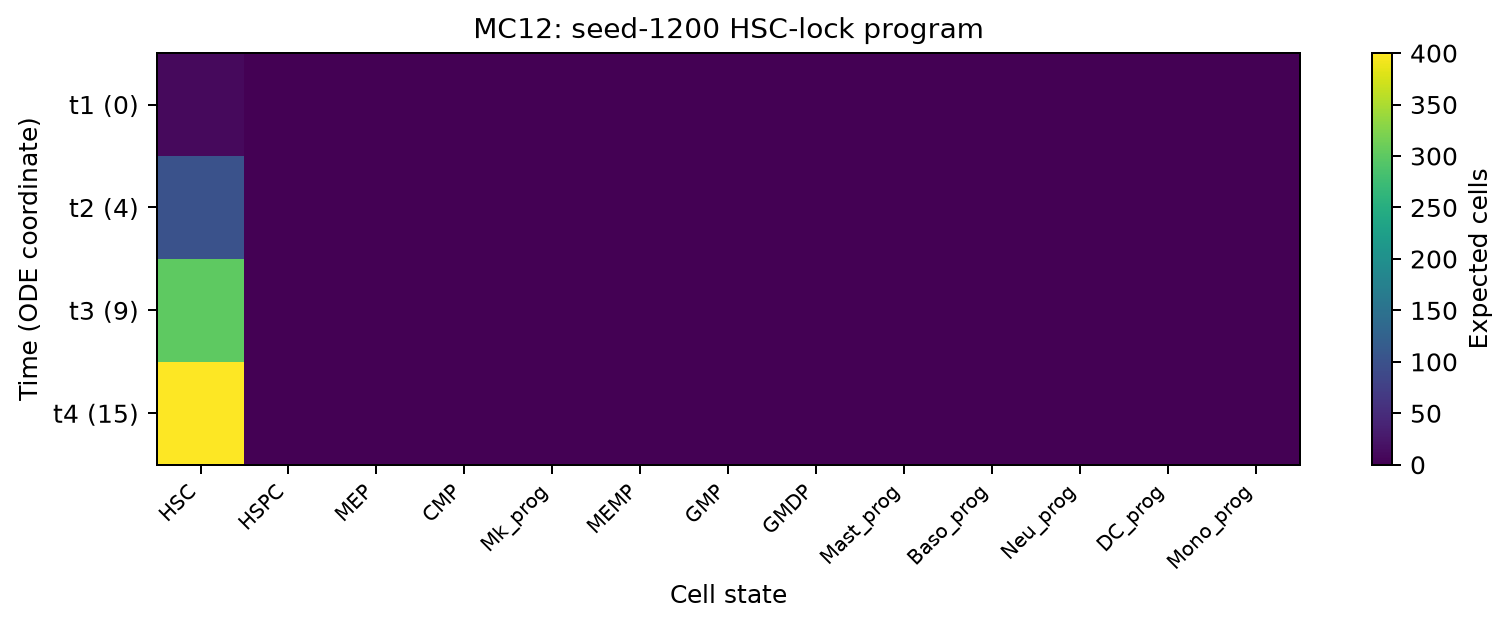 MC12: seed-1200 HSC-lock program
Time (ODE coordinate)
t1 (0)
t2 (4)
t3 (9)
t4 (15)
HSC
HSPC
MEP
CMP
Mk_prog
MEMP
GMP
GMDP
Mast_prog
Baso_prog
Neu_prog
DC_prog
Mono_prog
Cell state
400
350
300
250
200
150
100
50
0
Expected cells